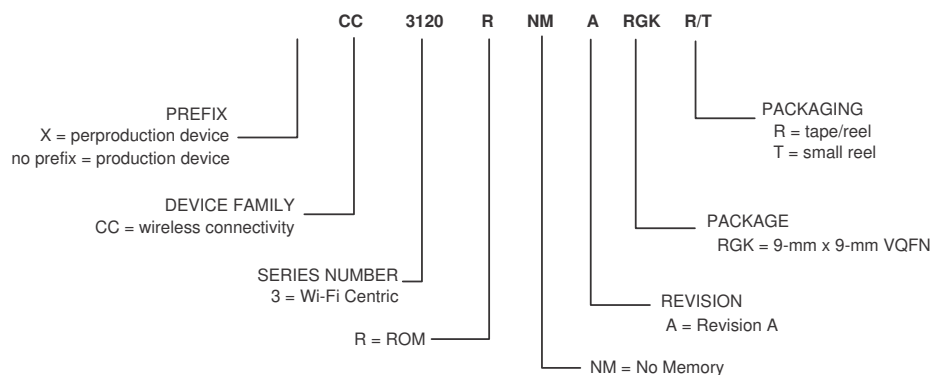 CC 3120 R NM A RGK R/T
PREFIX
X = perproduction device
no prefix = production device
DEVICE FAMILY
CC = wireless connectivity
SERIES NUMBER
3 = Wi-Fi Centric
R = ROM
PACKAGING
R = tape/reel
T = small reel
PACKAGE
RGK = 9-mm x 9-mm VQFN
REVISION
A = Revision A
NM = No Memory